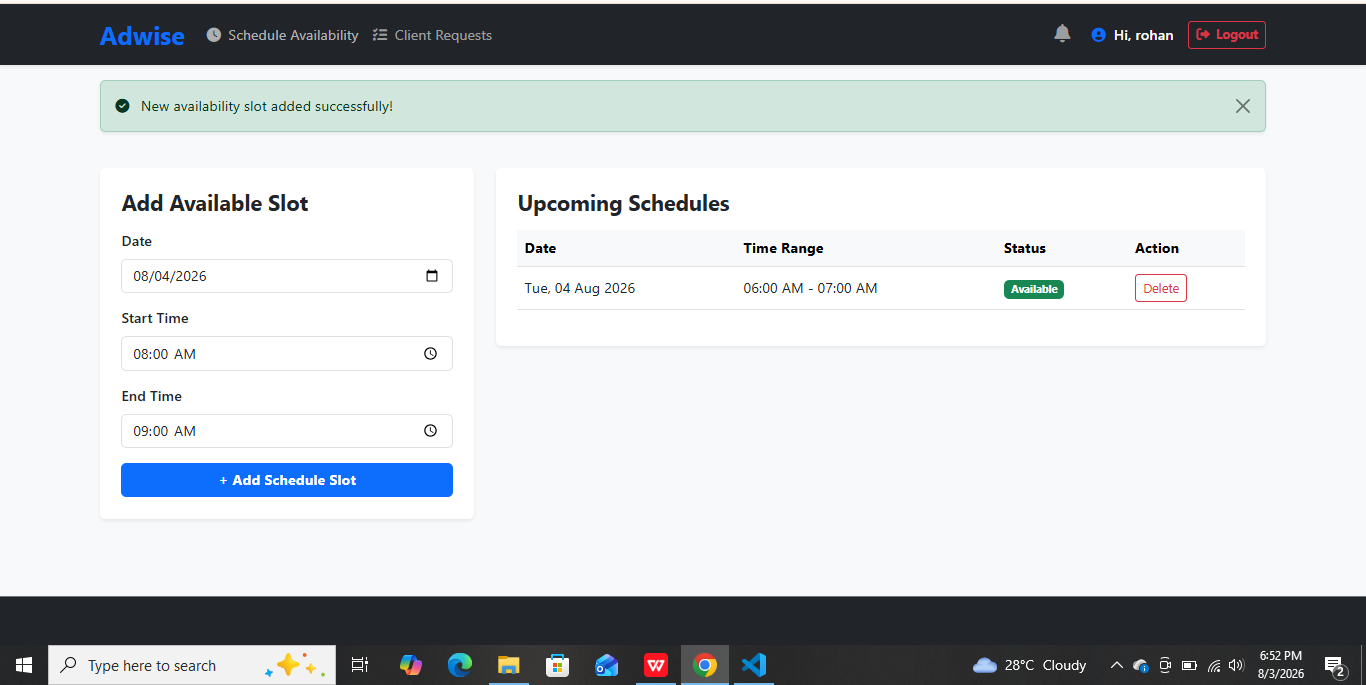 Adwise Schedule Availability Client Requests Hi, rohan Logout
New availability slot added successfully!
Add Available Slot
Date
08/04/2026
Start Time
08:00 AM
End Time
09:00 AM
+ Add Schedule Slot
Upcoming Schedules
Date Time Range Status Action
Tue, 04 Aug 2026 06:00 AM - 07:00 AM Available Delete
Type here to search
28°C Cloudy
6:52 PM
8/3/2026
2